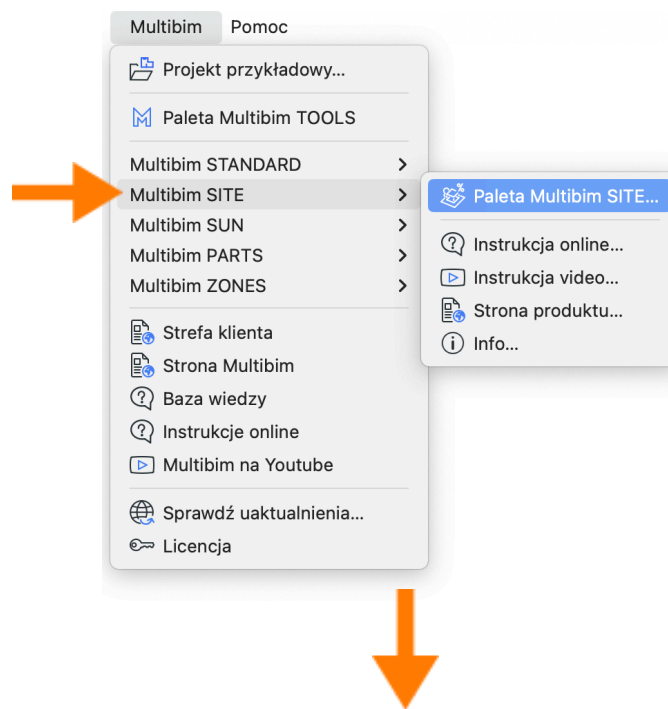 Multibim Pomoc
Projekt przykładowy...
Paleta Multibim TOOLS
Multibim STANDARD
Multibim SITE
Multibim SUN
Multibim PARTS
Multibim ZONES
Strefa klienta
Strona Multibim
Baza wiedzy
Instrukcje online
Multibim na Youtube
Sprawdź uaktualnienia...
Licencja
Paleta Multibim SITE...
Instrukcja online...
Instrukcja video...
Strona produktu...
Info...